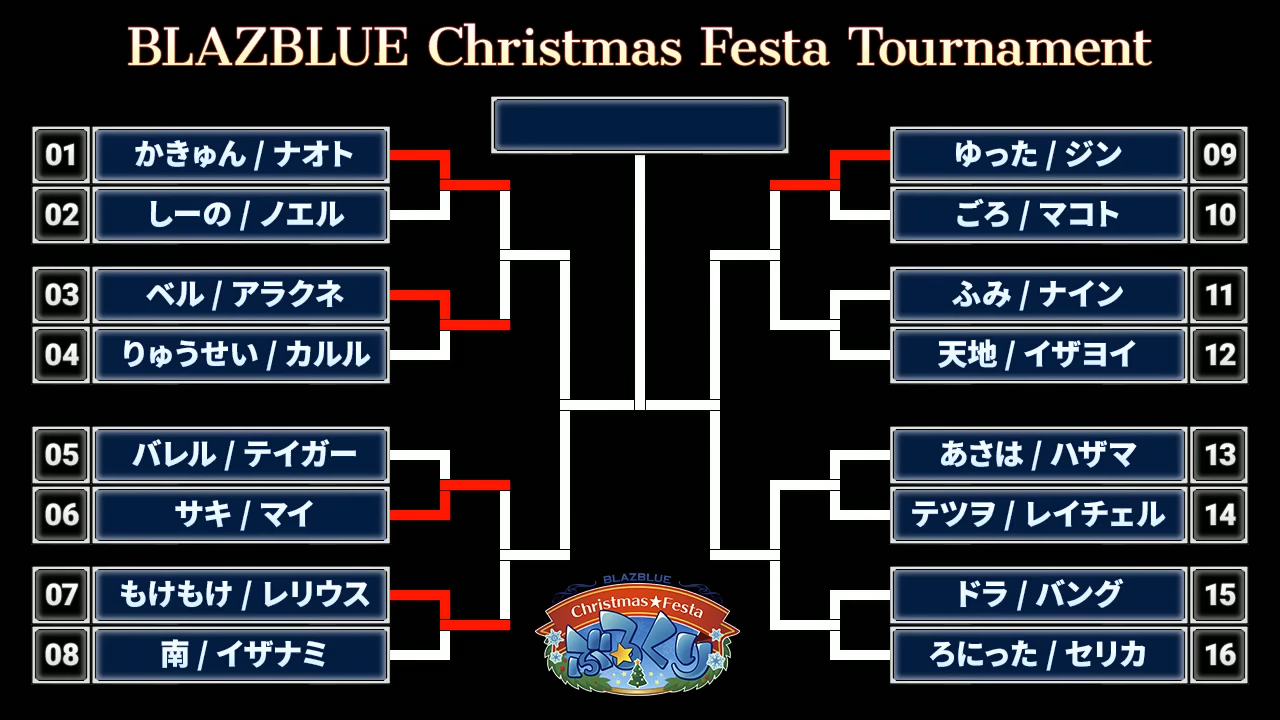 BLAZBLUE Christmas Festa Tournament
01 かきゅん / ナオト
02 しーの / ノエル
03 ベル / アラクネ
04 りゅうせい / カルル
05 バレル / テイガー
06 サキ / マイ
07 もけもけ / レリウス
08 南 / イザナミ
ゆった / ジン 09
ごろ / マコト 10
ふみ / ナイン 11
天地 / イザヨイ 12
あさは / ハザマ 13
テツヲ / レイチェル 14
ドラ / バング 15
ろにった / セリカ 16
BLAZBLUE
Christmas★Festa
ぶるくり